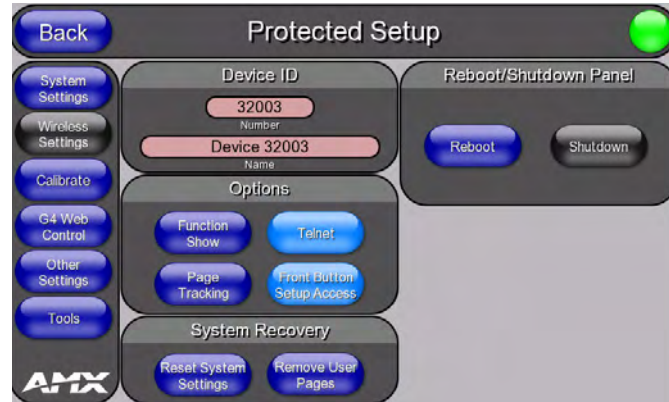 Back
Protected Setup
System
Settings
Wireless
Settings
Calibrate
G4 Web
Control
Other
Settings
Tools
AMX
Device ID
32003
Number
Device 32003
Name
Options
Function
Show
Telnet
Page
Tracking
Front Button
Setup Access
System Recovery
Reset System
Settings
Remove User
Pages
Reboot/Shutdown Panel
Reboot
Shutdown